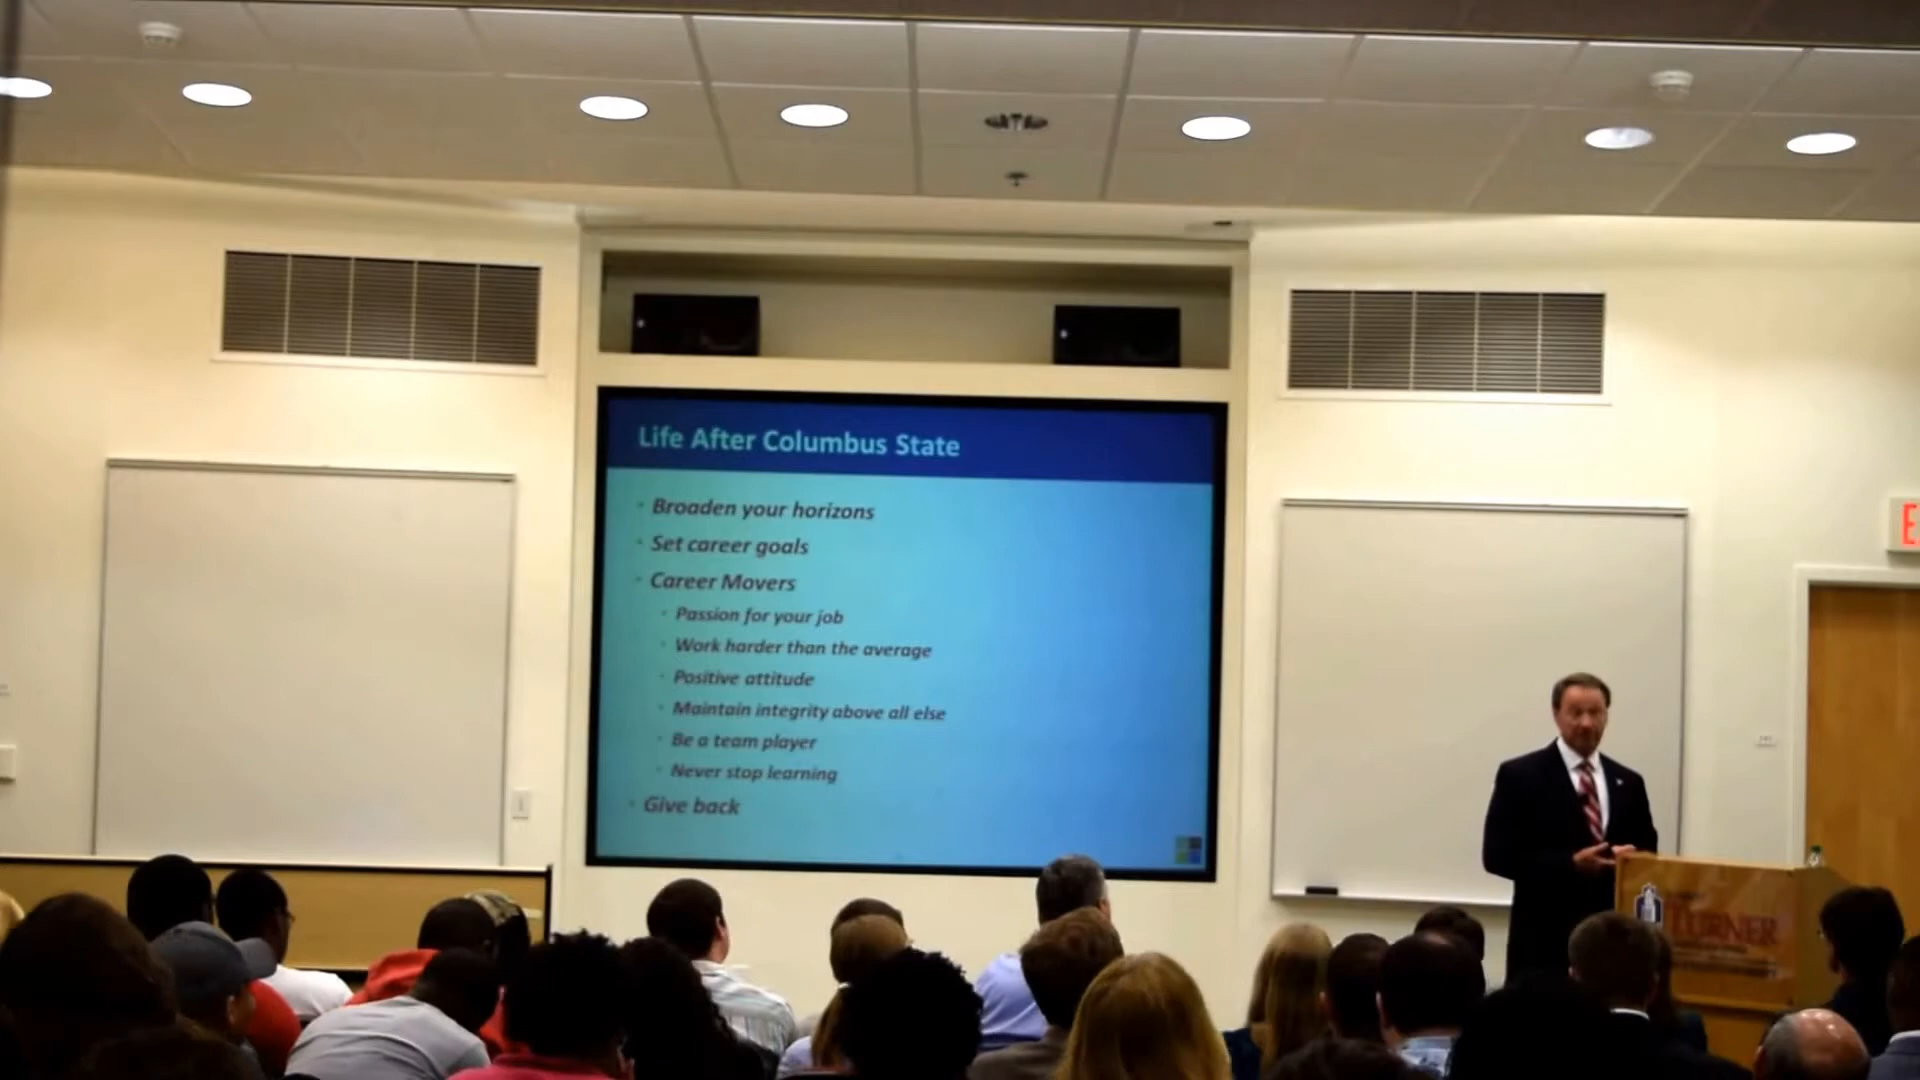 Life After Columbus State
Broaden your horizons
Set career goals
Career Movers
Passion for your job
Work harder than the average
Positive attitude
Maintain integrity above all else
Be a team player
Never stop learning
Give back
TURNER